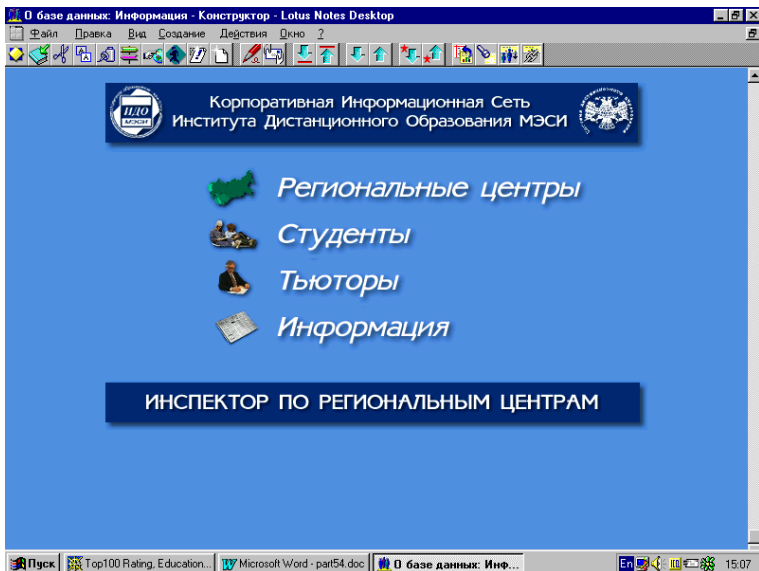 О базе данных: Информация - Конструктор - Lotus Notes Desktop
Файл Правка Вид Создание Действия Окно ?
ИДО
МЭСИ
Корпоративная Информационная Сеть
Института Дистанционного Образования МЭСИ
Региональные центры
Студенты
Тьюторы
Информация
ИНСПЕКТОР ПО РЕГИОНАЛЬНЫМ ЦЕНТРАМ
Пуск Top100 Rating, Education... Microsoft Word - part54.doc О базе данных: Инф... En 15:07